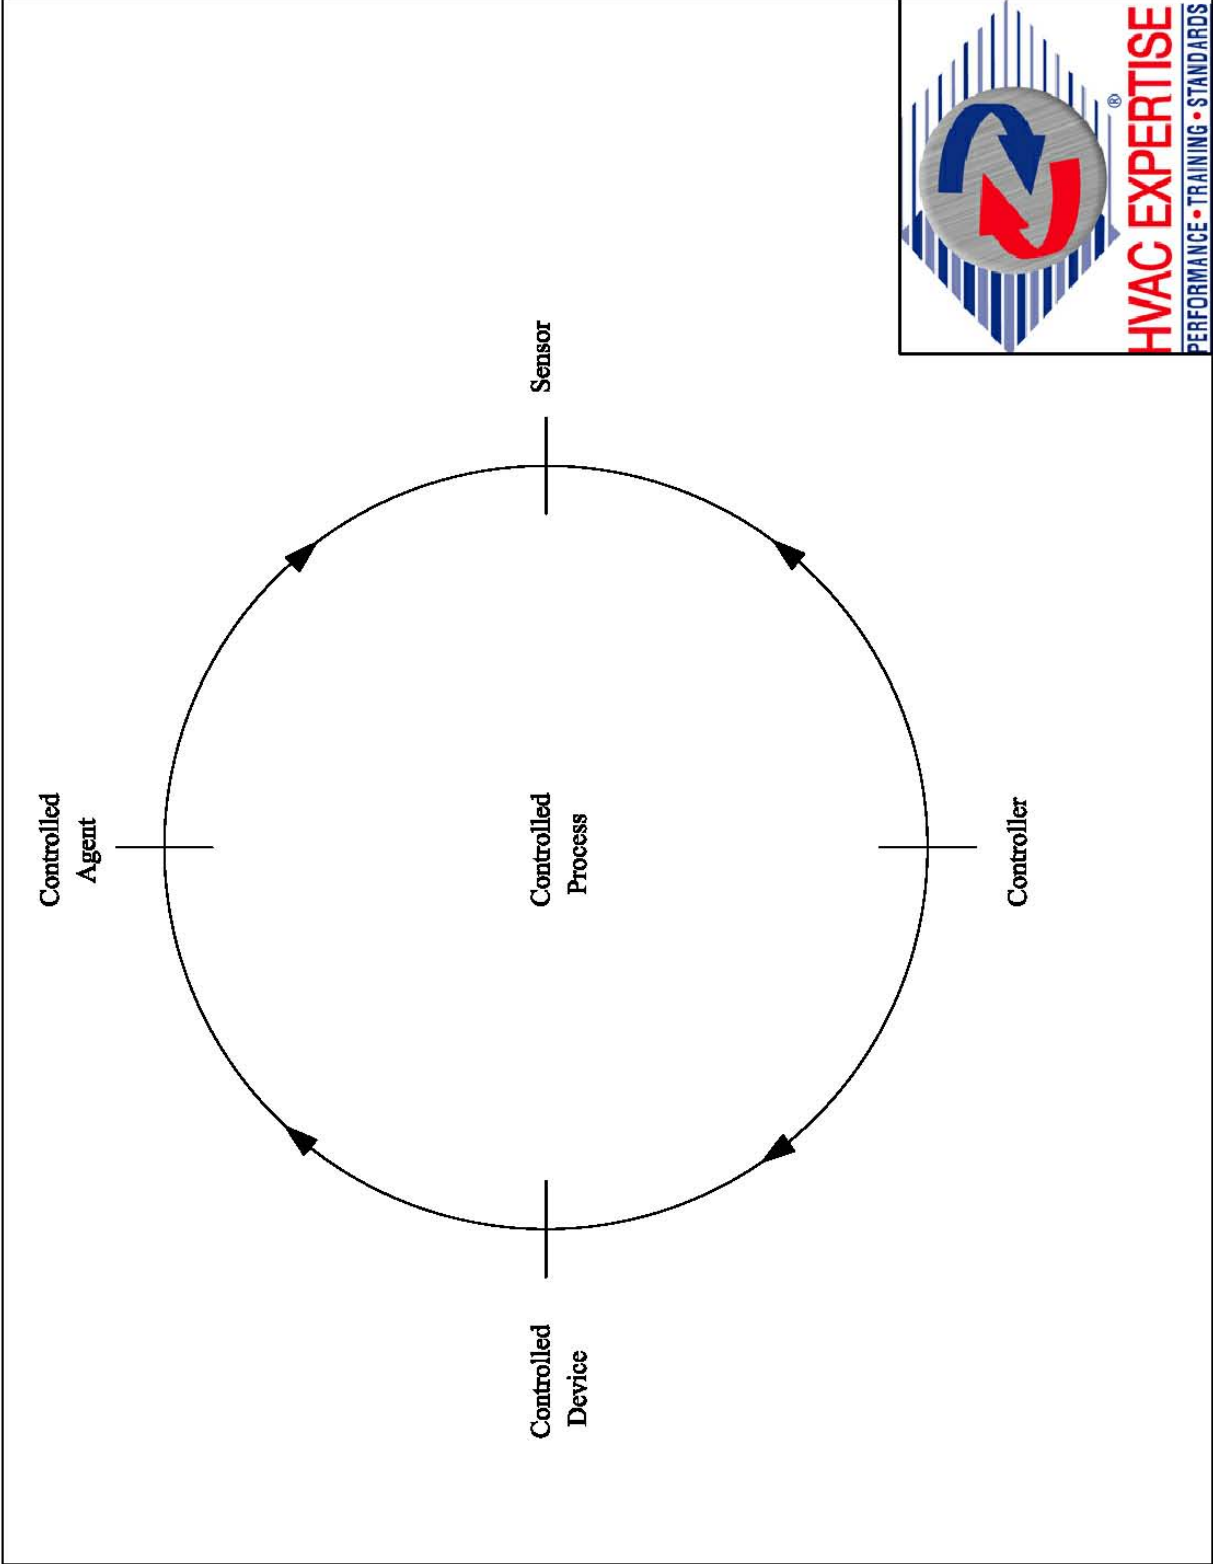 Controlled
Agent
Sensor
Controlled
Process
Controlled
Device
Controller
®
HVAC EXPERTISE
PERFORMANCE•TRAINING•STANDARDS